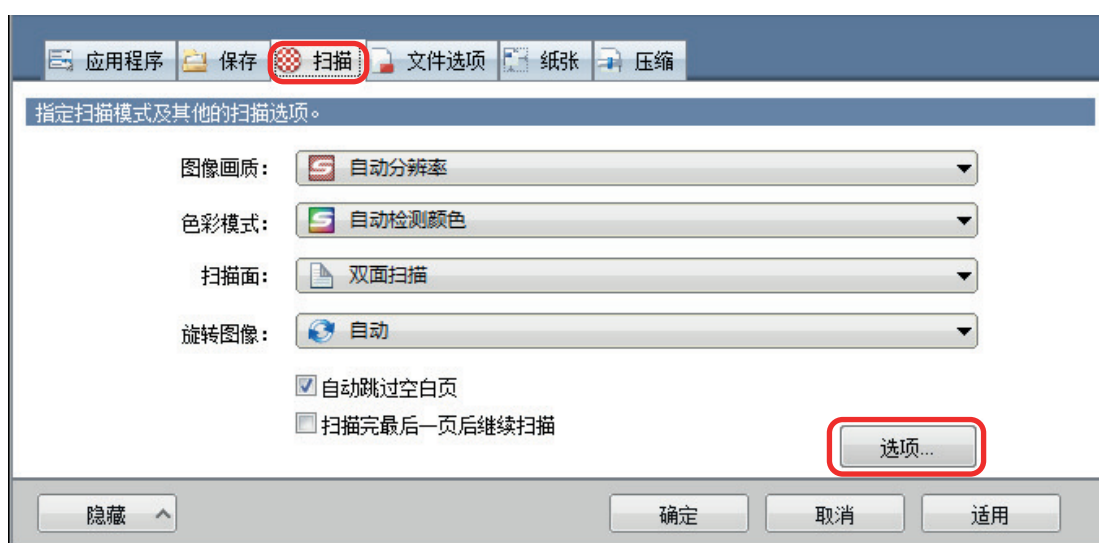 应用程序 保存 扫描 文件选项 纸张 压缩
指定扫描模式及其他的扫描选项。
图像画质： 自动分辨率
色彩模式： 自动检测颜色
扫描面： 双面扫描
旋转图像： 自动
自动跳过空白页
扫描完最后一页后继续扫描
选项...
隐藏 确定 取消 适用